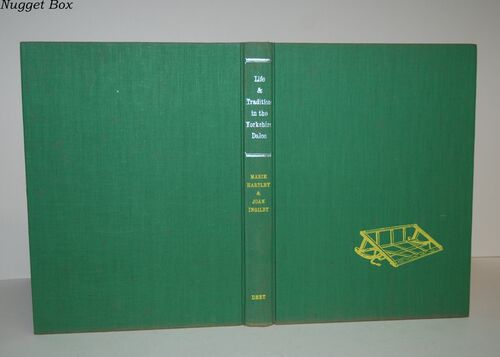 Nugget Box
Life
&
Tradition
in the
Yorkshire
Dales
MARIE
HARTLEY
&
JOAN
INGILBY
DENT